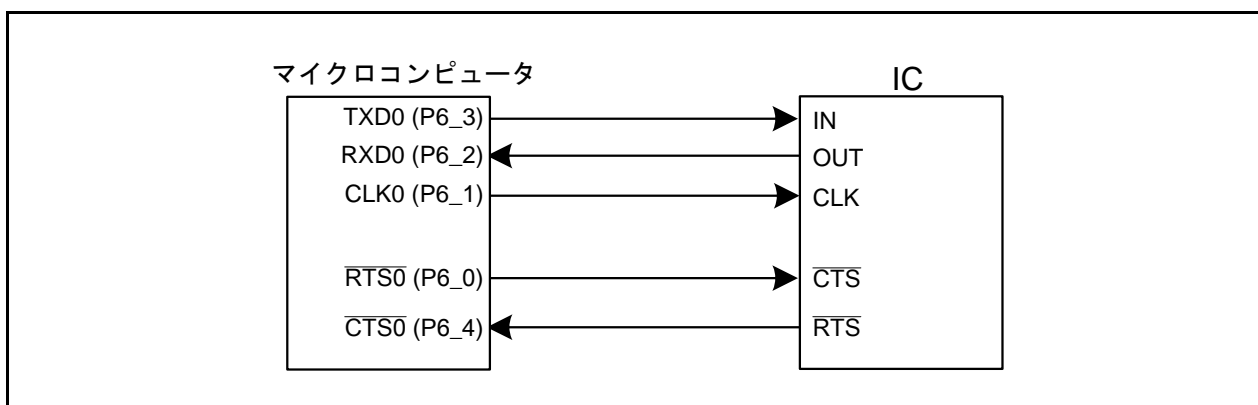 マイクロコンピュータ
IC
TXD0 (P6_3)
IN
RXD0 (P6_2)
OUT
CLK0 (P6_1)
CLK
RTS0 (P6_0)
CTS
CTS0 (P6_4)
RTS